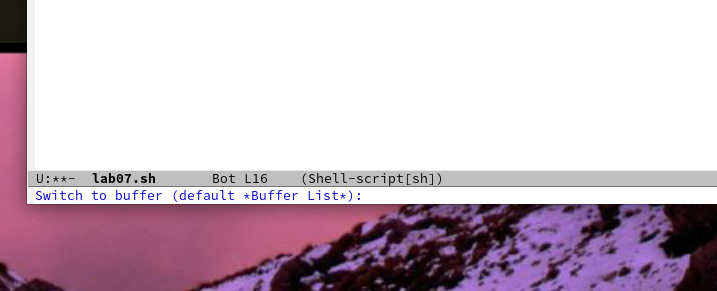 U:**-  lab07.sh       Bot L16    (Shell-script[sh])
Switch to buffer (default *Buffer List*):